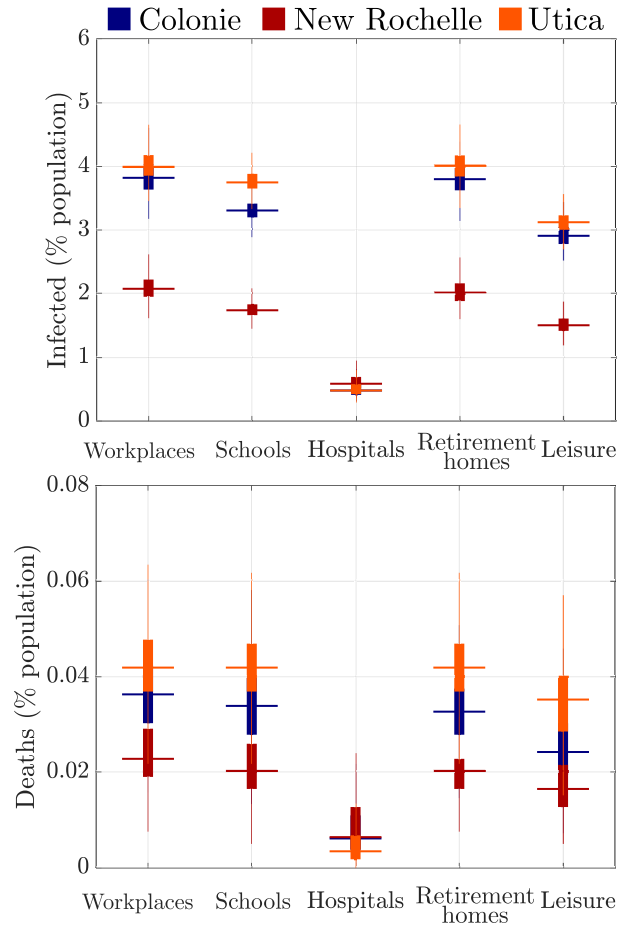 Colonie New Rochelle Utica
Infected (% population)
6
5
4
3
2
1
0
Workplaces Schools Hospitals Retirement homes Leisure
Deaths (% population)
0.08
0.06
0.04
0.02
0
Workplaces Schools Hospitals Retirement homes Leisure